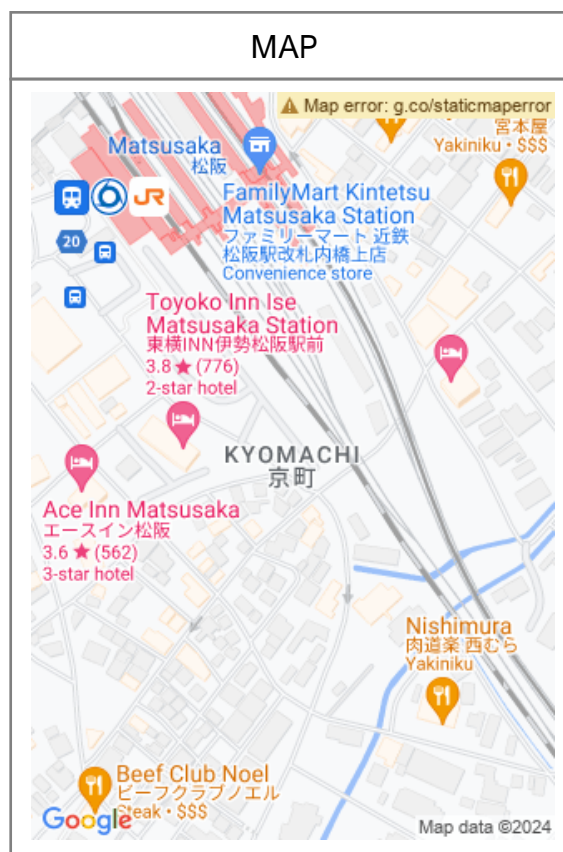 MAP
Map error: g.co/staticmaperror
宮本屋
Yakiniku • $$$
Matsusaka
松阪
JR
20
FamilyMart Kintetsu
Matsusaka Station
ファミリーマート 近鉄
松阪駅改札内橋上店
Convenience store
Toyoko Inn Ise
Matsusaka Station
東横INN伊勢松阪駅前
3.8 ★ (776)
2-star hotel
KYOMACHI
京町
Ace Inn Matsusaka
エースイン松阪
3.6 ★ (562)
3-star hotel
Nishimura
肉道楽 西むら
Yakiniku
Beef Club Noel
ビーフクラブノエル
Steak • $$$
Google
Map data ©2024